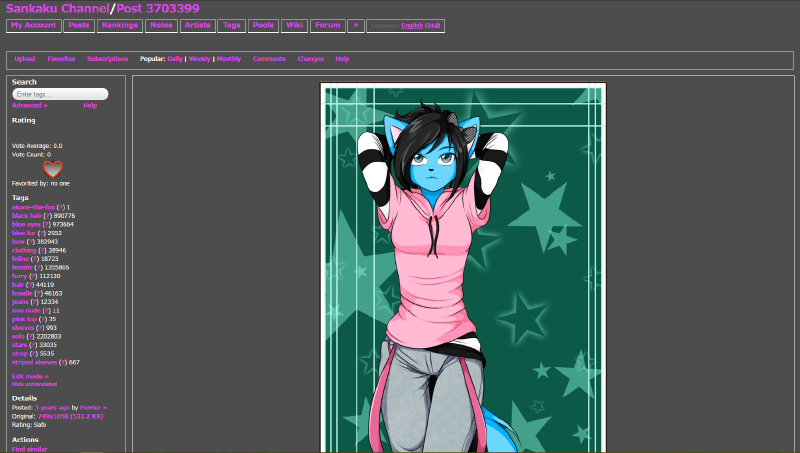 Sankaku Channel/Post 3703399
My Account Posts Rankings Notes Artists Tags Pools Wiki Forum » Language: English 日本語
Upload Favorites Subscriptions Popular: Daily | Weekly | Monthly Comments Changes Help
Search
Enter tags...
Advanced » Help
Rating
Vote Average: 0.0
Vote Count: 0
Favorited by: no one
Tags
akane-the-fox (?) 1
black hair (?) 890776
blue eyes (?) 973664
blue fur (?) 2952
bow (?) 382943
clothing (?) 38946
feline (?) 18723
female (?) 1355806
furry (?) 112130
hair (?) 44119
hoodie (?) 46163
jeans (?) 12334
non nude (?) 11
pink top (?) 35
sleeves (?) 993
solo (?) 2202803
stars (?) 33035
strap (?) 5535
striped sleeves (?) 667
Edit mode »
Hide untranslated
Details
Posted: 3 years ago by Furrier »
Original: 749x1058 (531.2 KB)
Rating: Safe
Actions
Find similar